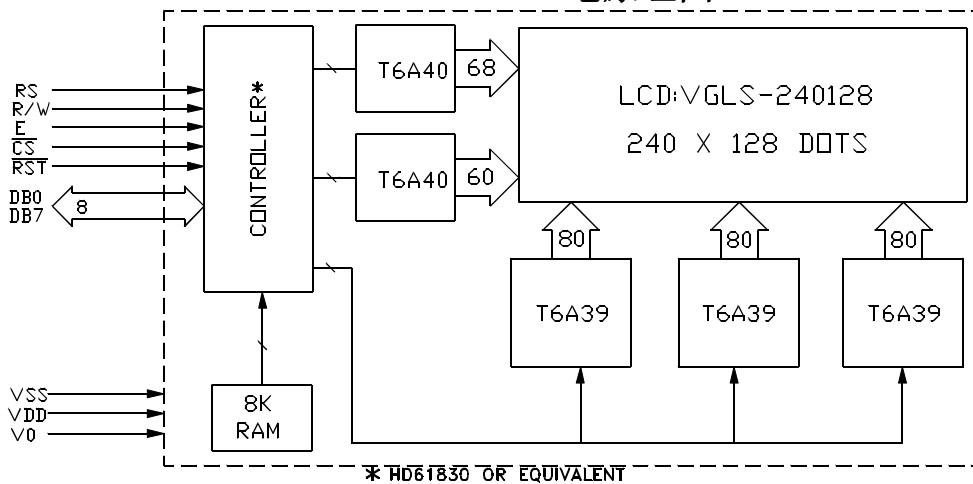 RS
R/W
E
CS
RST
DB0
DB7
8
CONTROLLER*
T6A40
68
T6A40
60
LCD:VGLS-240128
240 X 128 DOTS
80
80
80
T6A39
T6A39
T6A39
8K
RAM
VSS
VDD
V0
* HD61830 OR EQUIVALENT